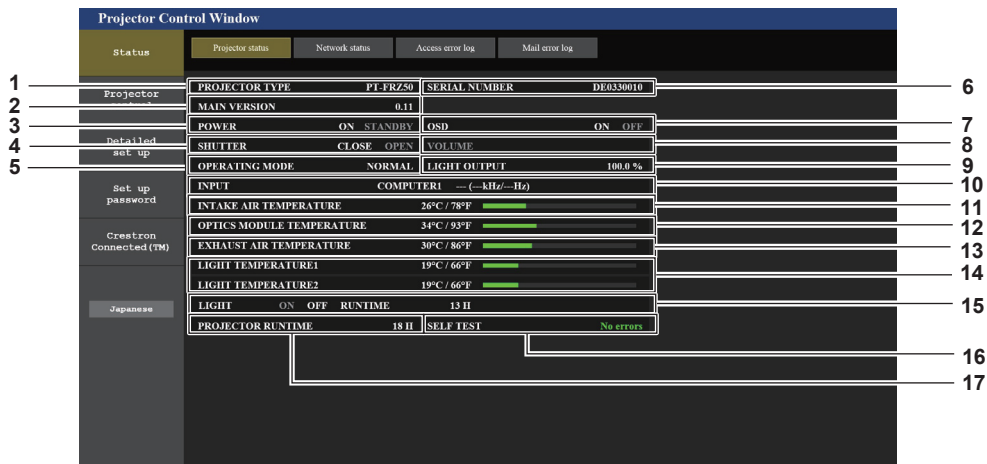 Projector Control Window
Status
Projector status Network status Access error log Mail error log
1 PROJECTOR TYPE PT-FRZ50 SERIAL NUMBER DE0330010 6
Projector
2 MAIN VERSION 0.11
3 POWER ON STANDBY OSD ON OFF 7
Detailed
set up
4 SHUTTER CLOSE OPEN VOLUME 8
5 OPERATING MODE NORMAL LIGHT OUTPUT 100.0 % 9
Set up
password
INPUT COMPUTER1 --- (---kHz/---Hz) 10
INTAKE AIR TEMPERATURE 26°C / 78°F 11
OPTICS MODULE TEMPERATURE 34°C / 93°F 12
Crestron
Connected(TM)
EXHAUST AIR TEMPERATURE 30°C / 86°F 13
LIGHT TEMPERATURE1 19°C / 66°F
14
LIGHT TEMPERATURE2 19°C / 66°F
Japanese
LIGHT ON OFF RUNTIME 13 H 15
PROJECTOR RUNTIME 18 H SELF TEST No errors
16
17